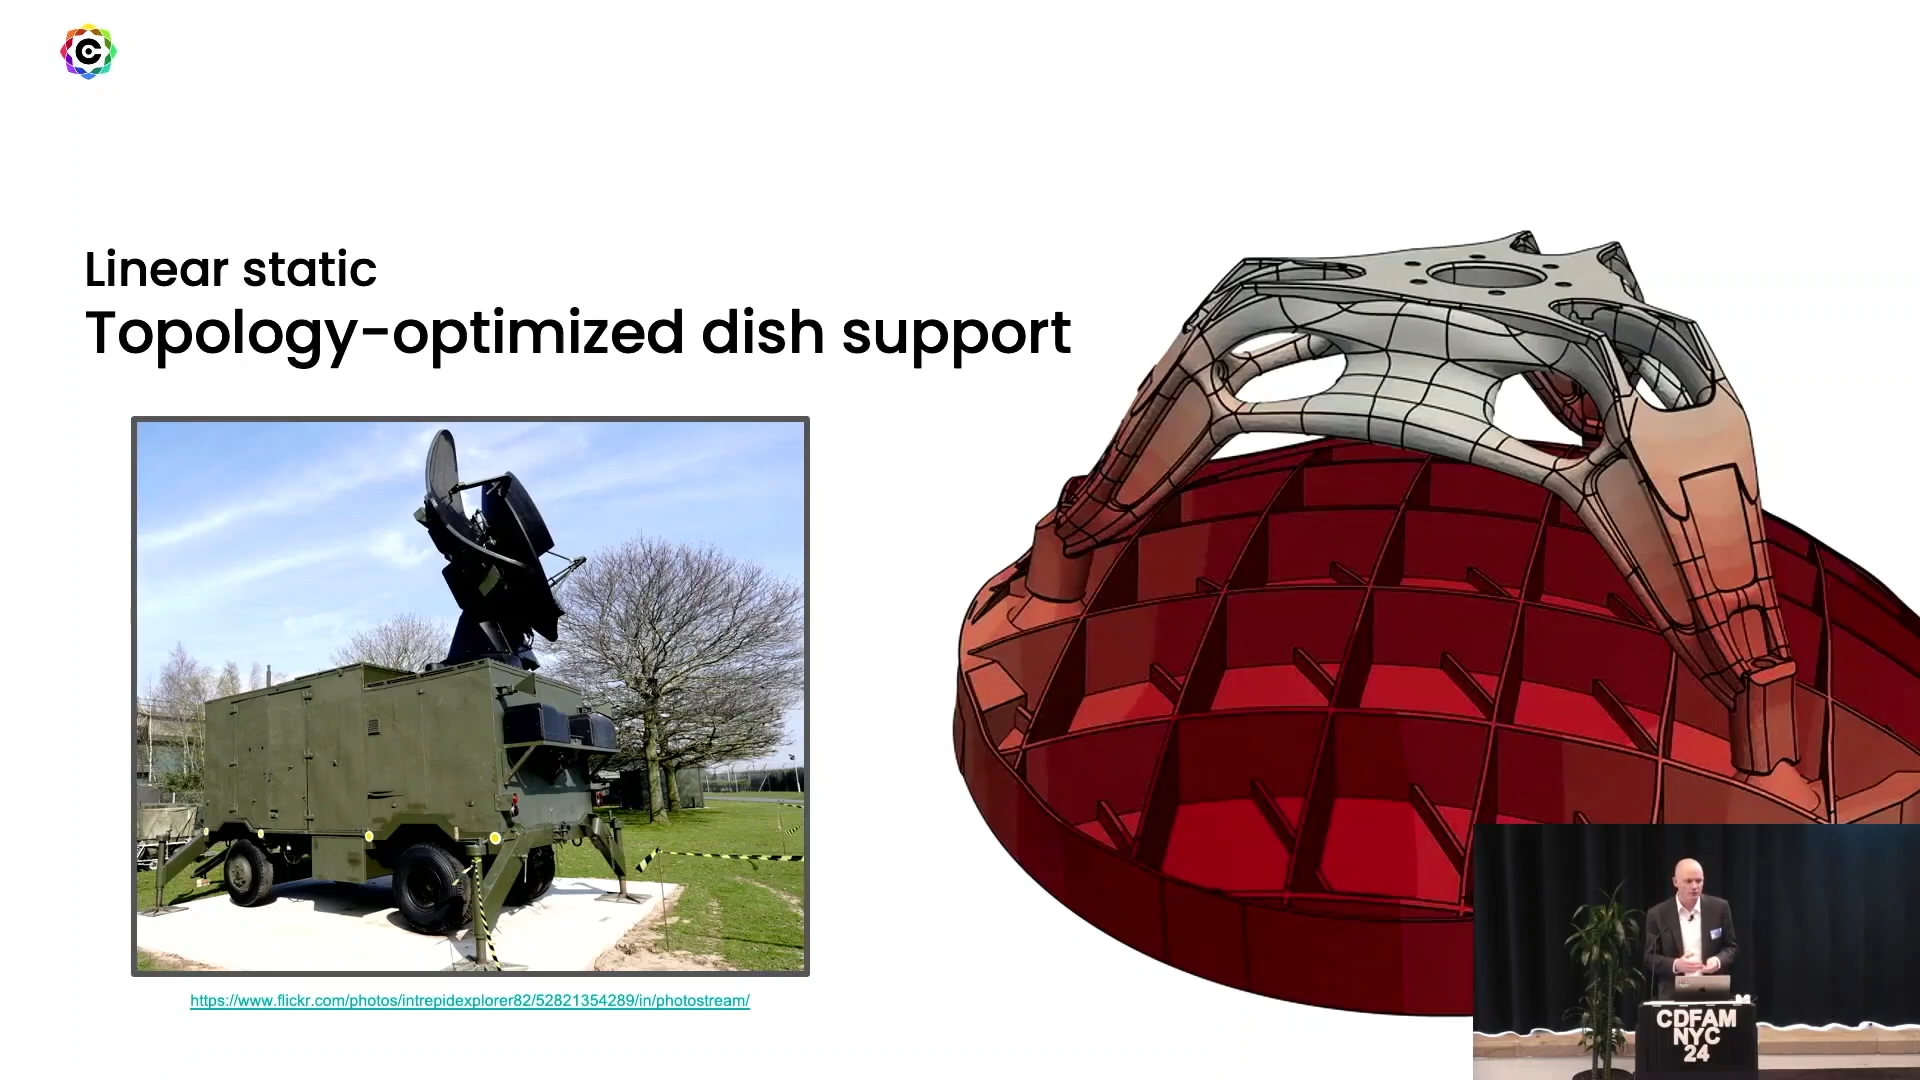 Linear static
Topology-optimized dish support
https://www.flickr.com/photos/intrepidexplorer82/52821354289/in/photostream/
CDFAM
NYC
24